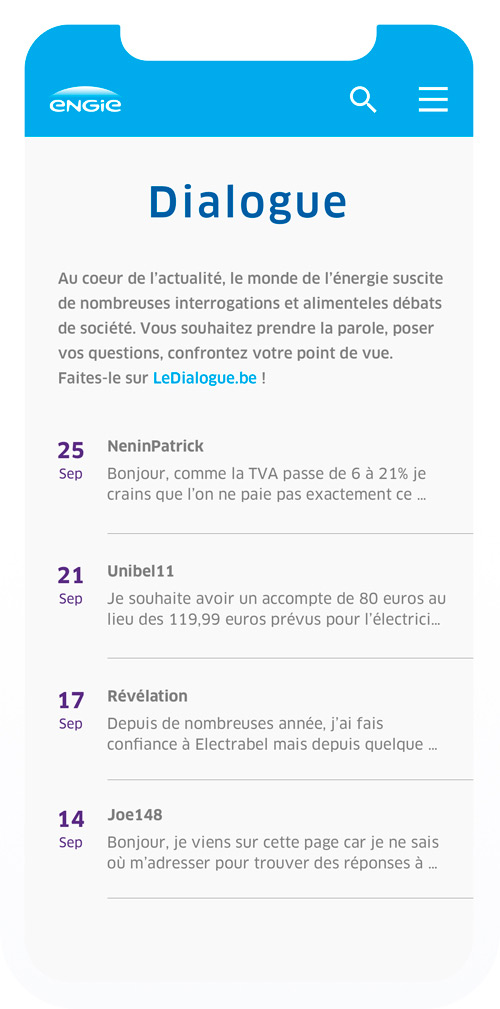 ENGIE
Dialogue
Au coeur de l'actualité, le monde de l'énergie suscite
de nombreuses interrogations et alimenteles débats
de société. Vous souhaitez prendre la parole, poser
vos questions, confrontez votre point de vue.
Faites-le sur LeDialogue.be !
25 NeninPatrick
Sep Bonjour, comme la TVA passe de 6 à 21% je
crains que l'on ne paie pas exactement ce ...
21 Unibel11
Sep Je souhaite avoir un accompte de 80 euros au
lieu des 119,99 euros prévus pour l'électrici...
17 Révélation
Sep Depuis de nombreuses année, j'ai fais
confiance à Electrabel mais depuis quelque ...
14 Joe148
Sep Bonjour, je viens sur cette page car je ne sais
où m'adresser pour trouver des réponses à ...